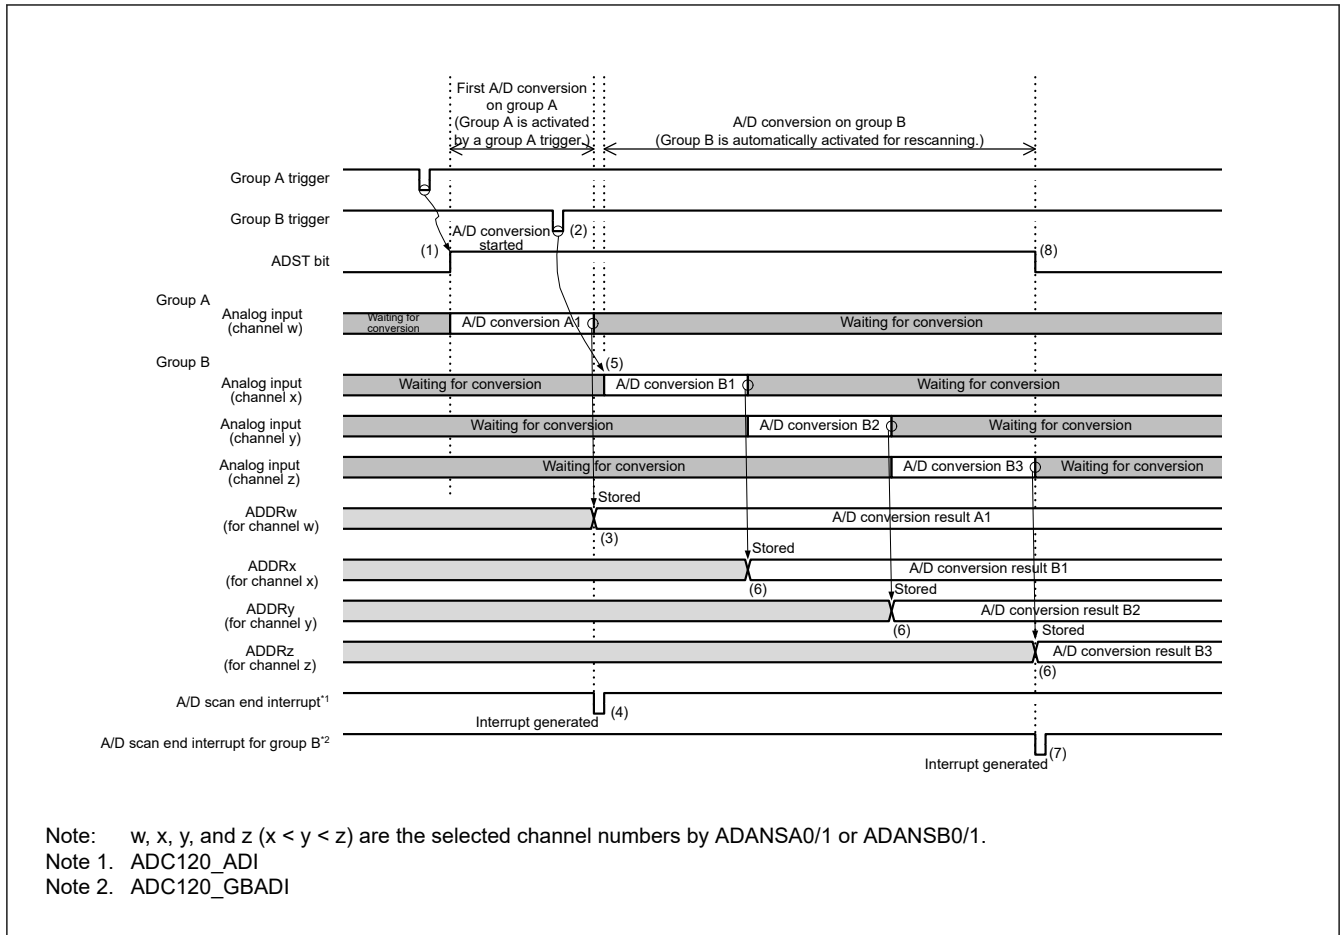 First A/D conversion
on group A
(Group A is activated
by a group A trigger.)
A/D conversion on group B
(Group B is automatically activated for rescanning.)
Group A trigger
Group B trigger
(2)
A/D conversion
started
(1)
(8)
ADST bit
Group A
Analog input
(channel w)
Waiting for
conversion
A/D conversion A1
Waiting for conversion
Group B
(5)
Analog input
(channel x)
Waiting for conversion
A/D conversion B1
Waiting for conversion
Analog input
(channel y)
Waiting for conversion
A/D conversion B2
Waiting for conversion
Analog input
(channel z)
Waiting for conversion
A/D conversion B3
Waiting for conversion
Stored
ADDRw
(for channel w)
A/D conversion result A1
(3)
Stored
ADDRx
(for channel x)
A/D conversion result B1
(6)
Stored
ADDRy
(for channel y)
A/D conversion result B2
(6)
Stored
ADDRz
(for channel z)
A/D conversion result B3
(6)
A/D scan end interrupt*1
Interrupt generated
(4)
A/D scan end interrupt for group B*2
(7)
Interrupt generated
Note: w, x, y, and z (x < y < z) are the selected channel numbers by ADANSA0/1 or ADANSB0/1.
Note 1. ADC120_ADI
Note 2. ADC120_GBADI